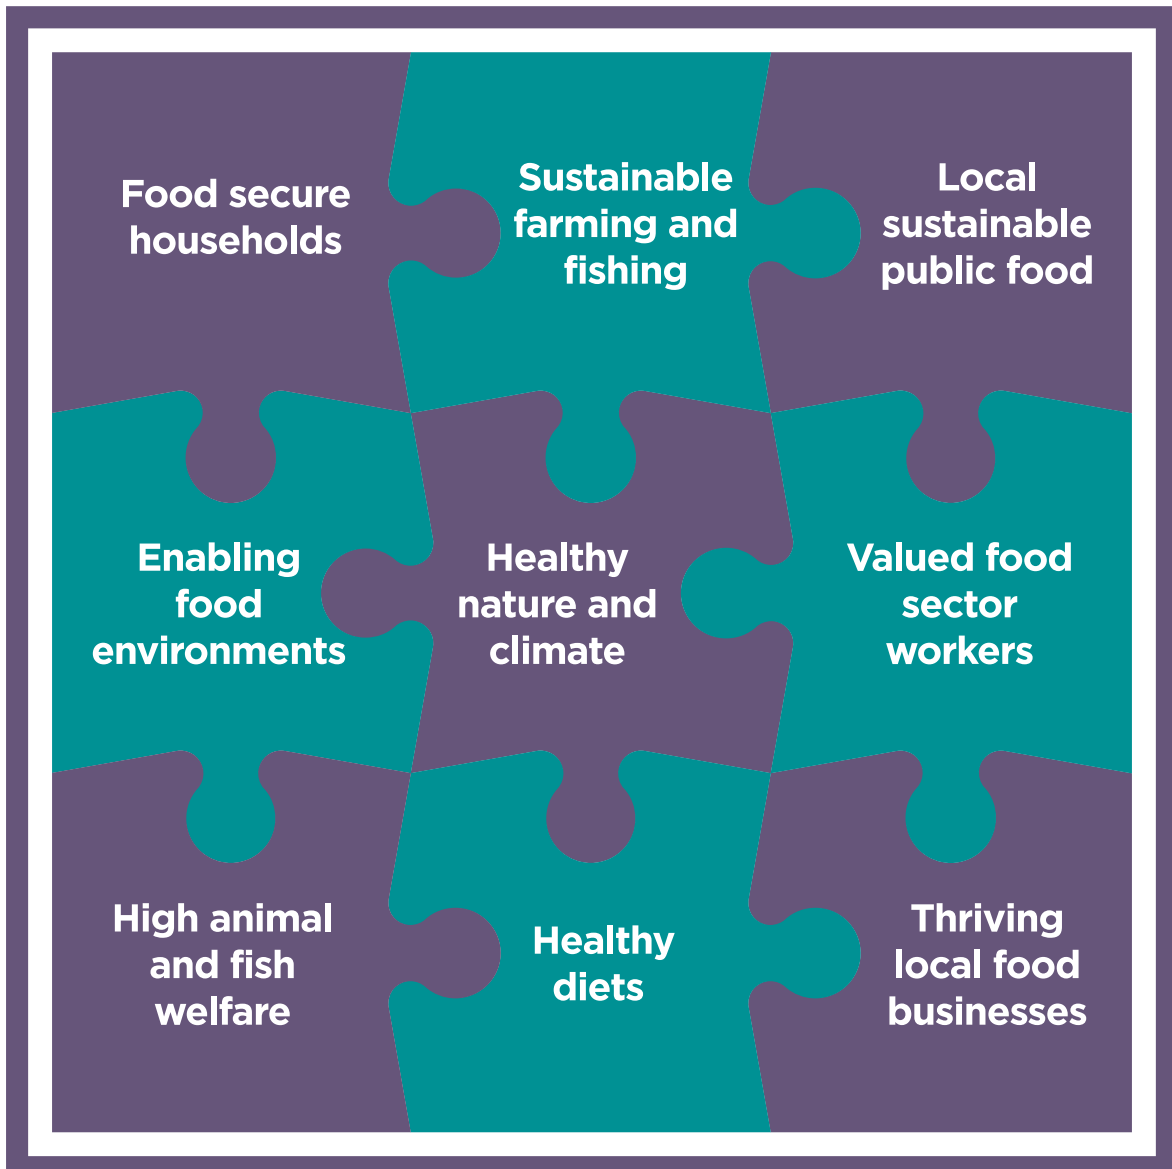 Food secure
households
Sustainable
farming and
fishing
Local
sustainable
public food
Enabling
food
environments
Healthy
nature and
climate
Valued food
sector
workers
High animal
and fish
welfare
Healthy
diets
Thriving
local food
businesses